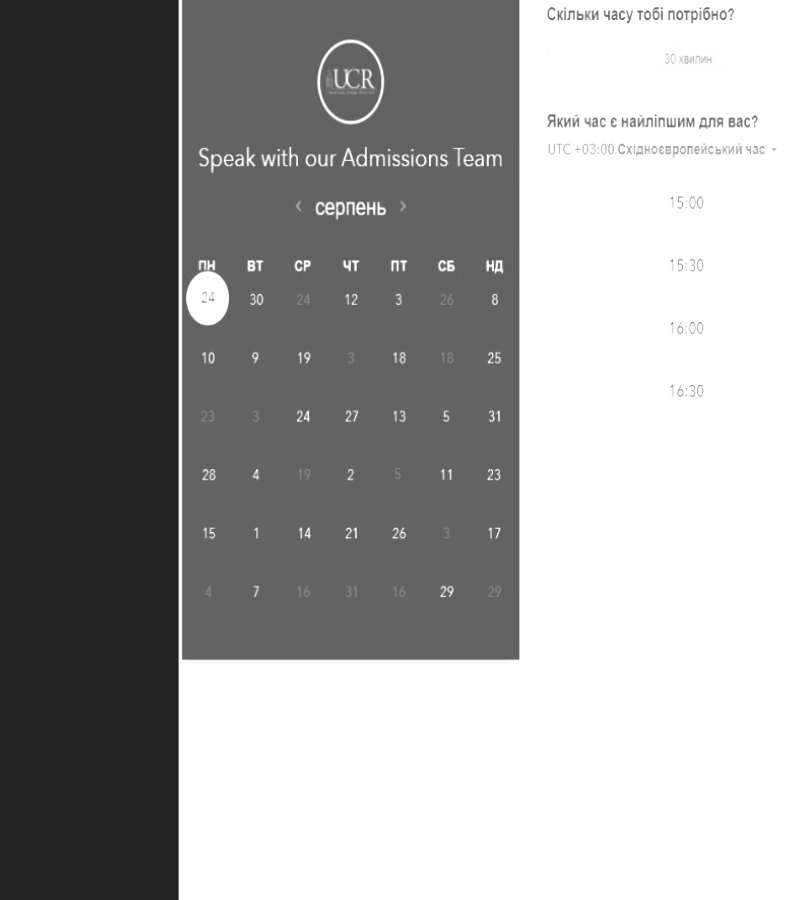 UCR
Speak with our Admissions Team
‹ серпень ›
ПН ВТ СР ЧТ ПТ СБ НД
24 30 24 12 3 26 8
10 9 19 3 18 18 25
23 3 24 27 13 5 31
28 4 19 2 5 11 23
15 1 14 21 26 3 17
4 7 16 31 16 29 29
Скільки часу тобі потрібно?
30 хвилин
Який час є найліпшим для вас?
UTC +03:00 Східноєвропейський час
15:00
15:30
16:00
16:30